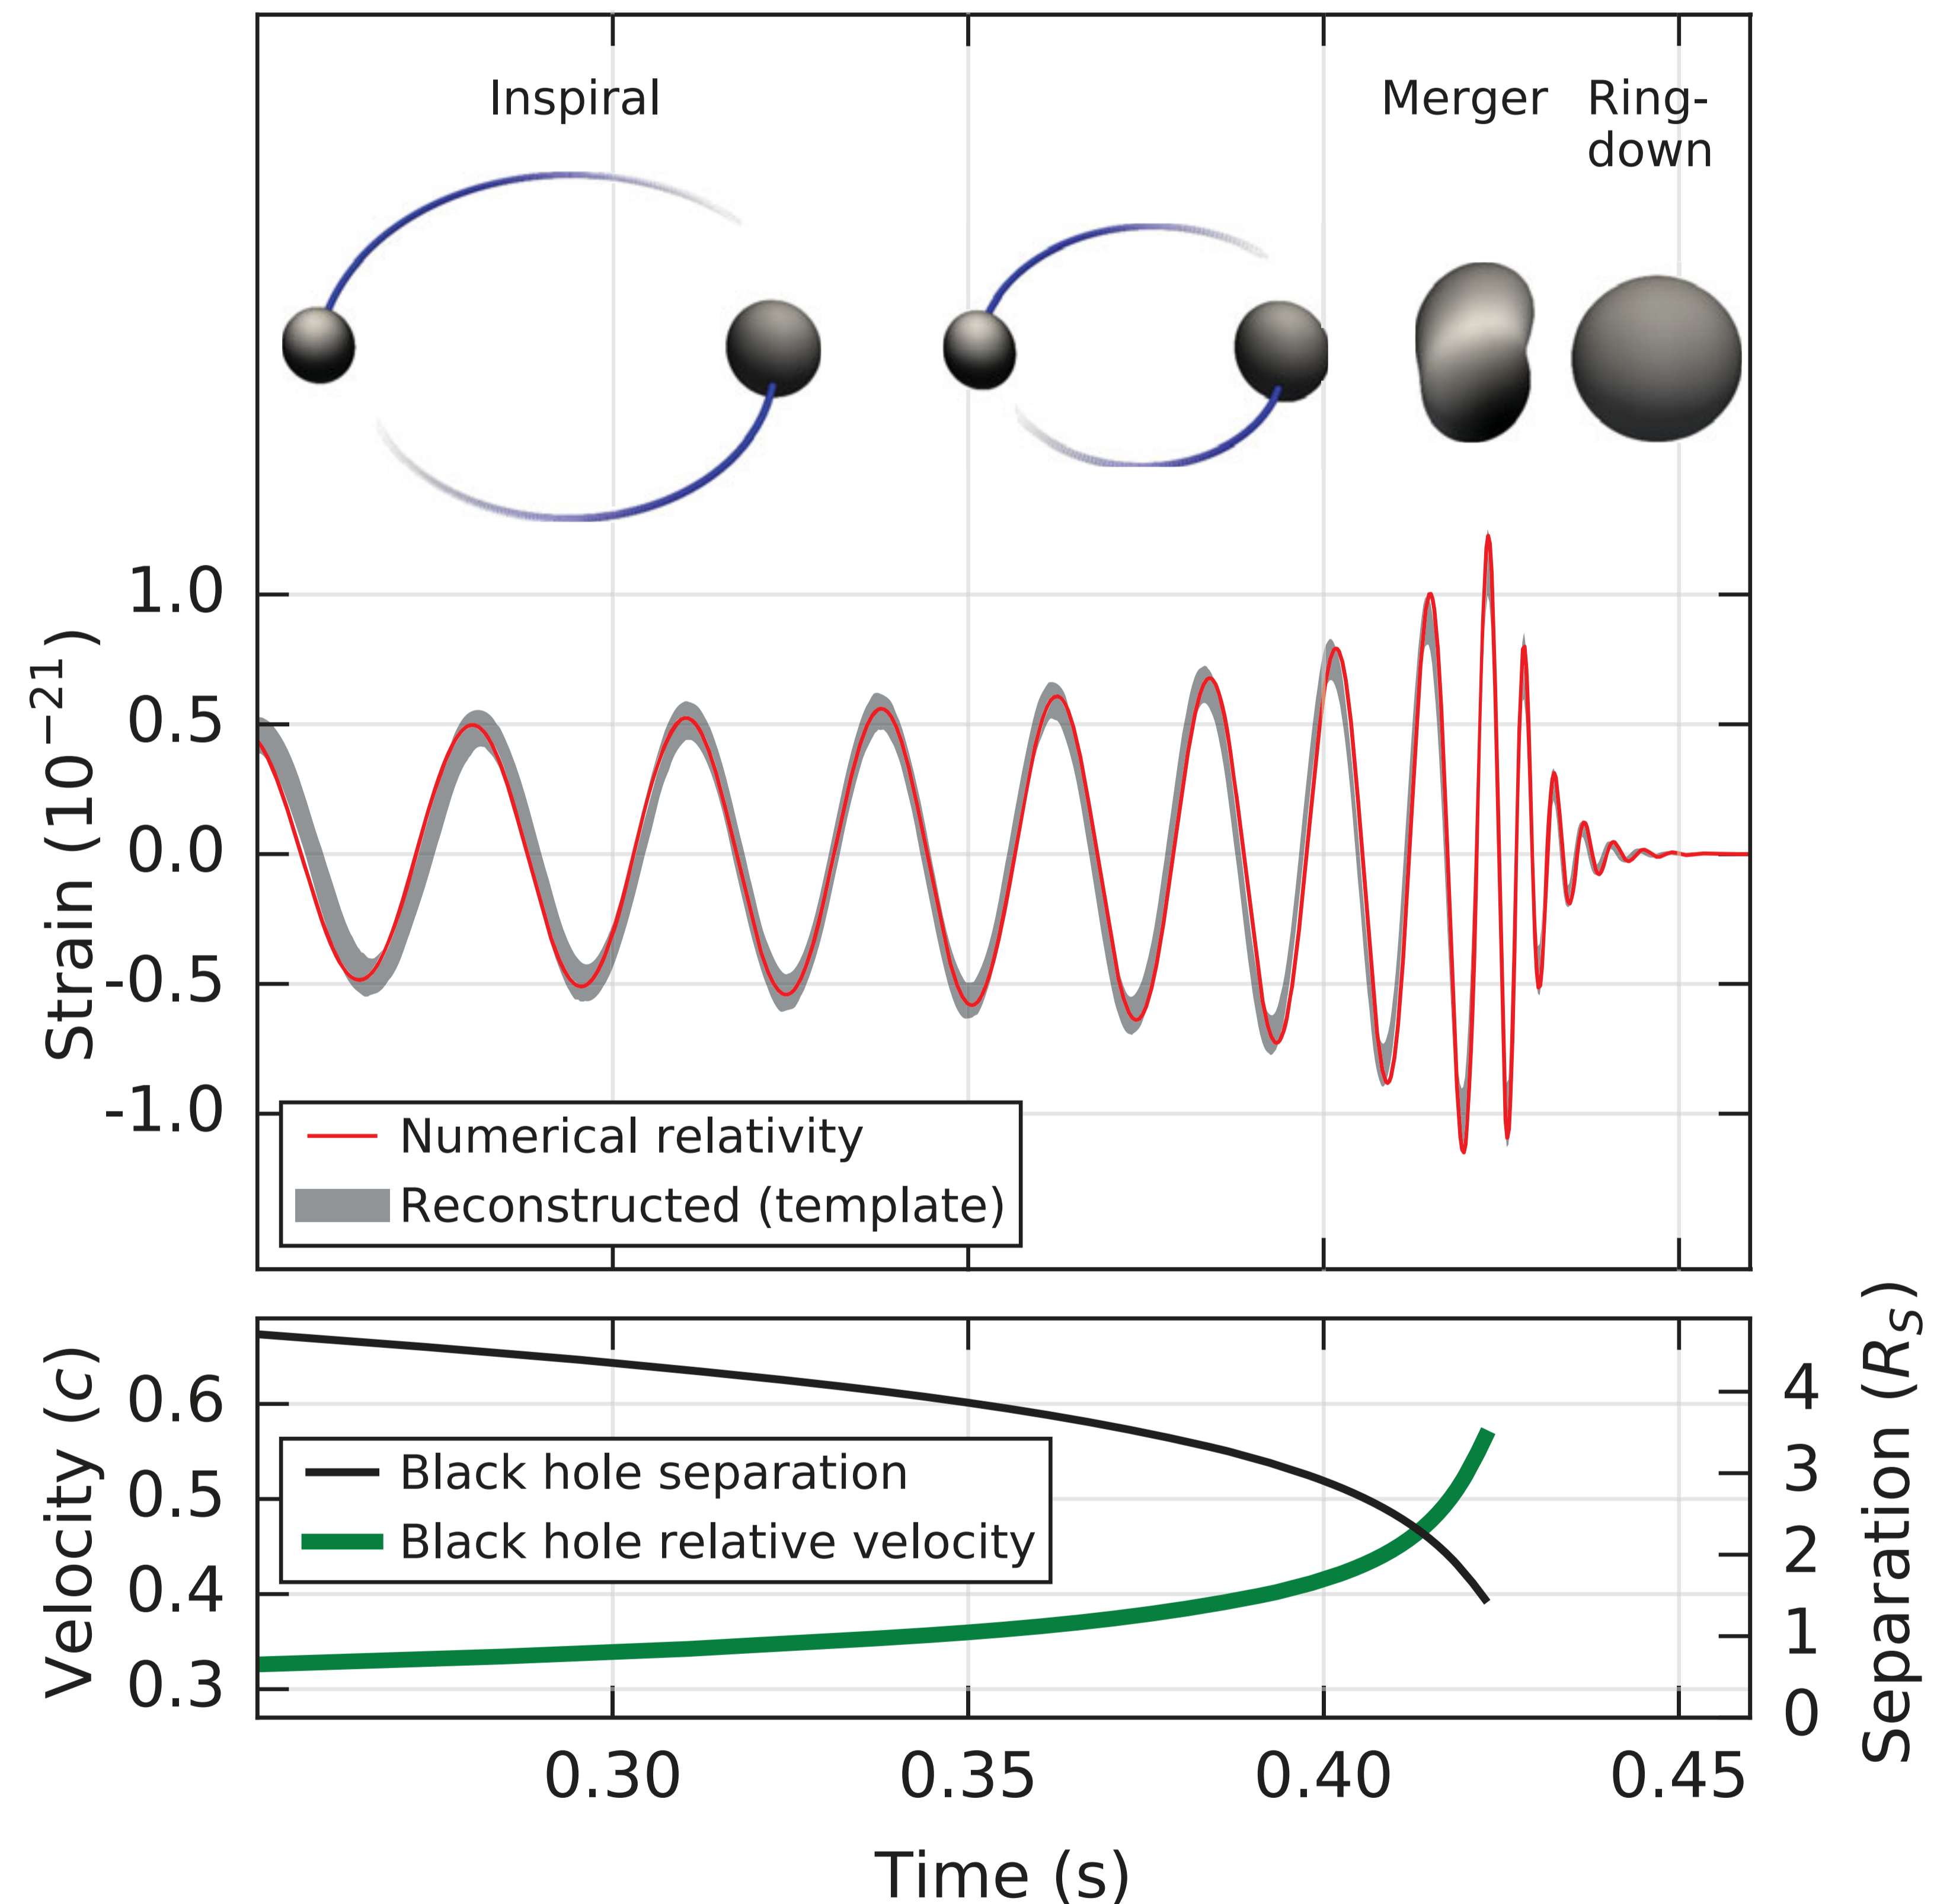 Inspiral
Merger
Ring-
down
1.0
0.5
0.0
-0.5
-1.0
Strain (10⁻²¹)
Numerical relativity
Reconstructed (template)
0.6
0.5
0.4
0.3
Velocity (c)
Black hole separation
Black hole relative velocity
4
3
2
1
0
Separation (R_S)
0.30 0.35 0.40 0.45
Time (s)